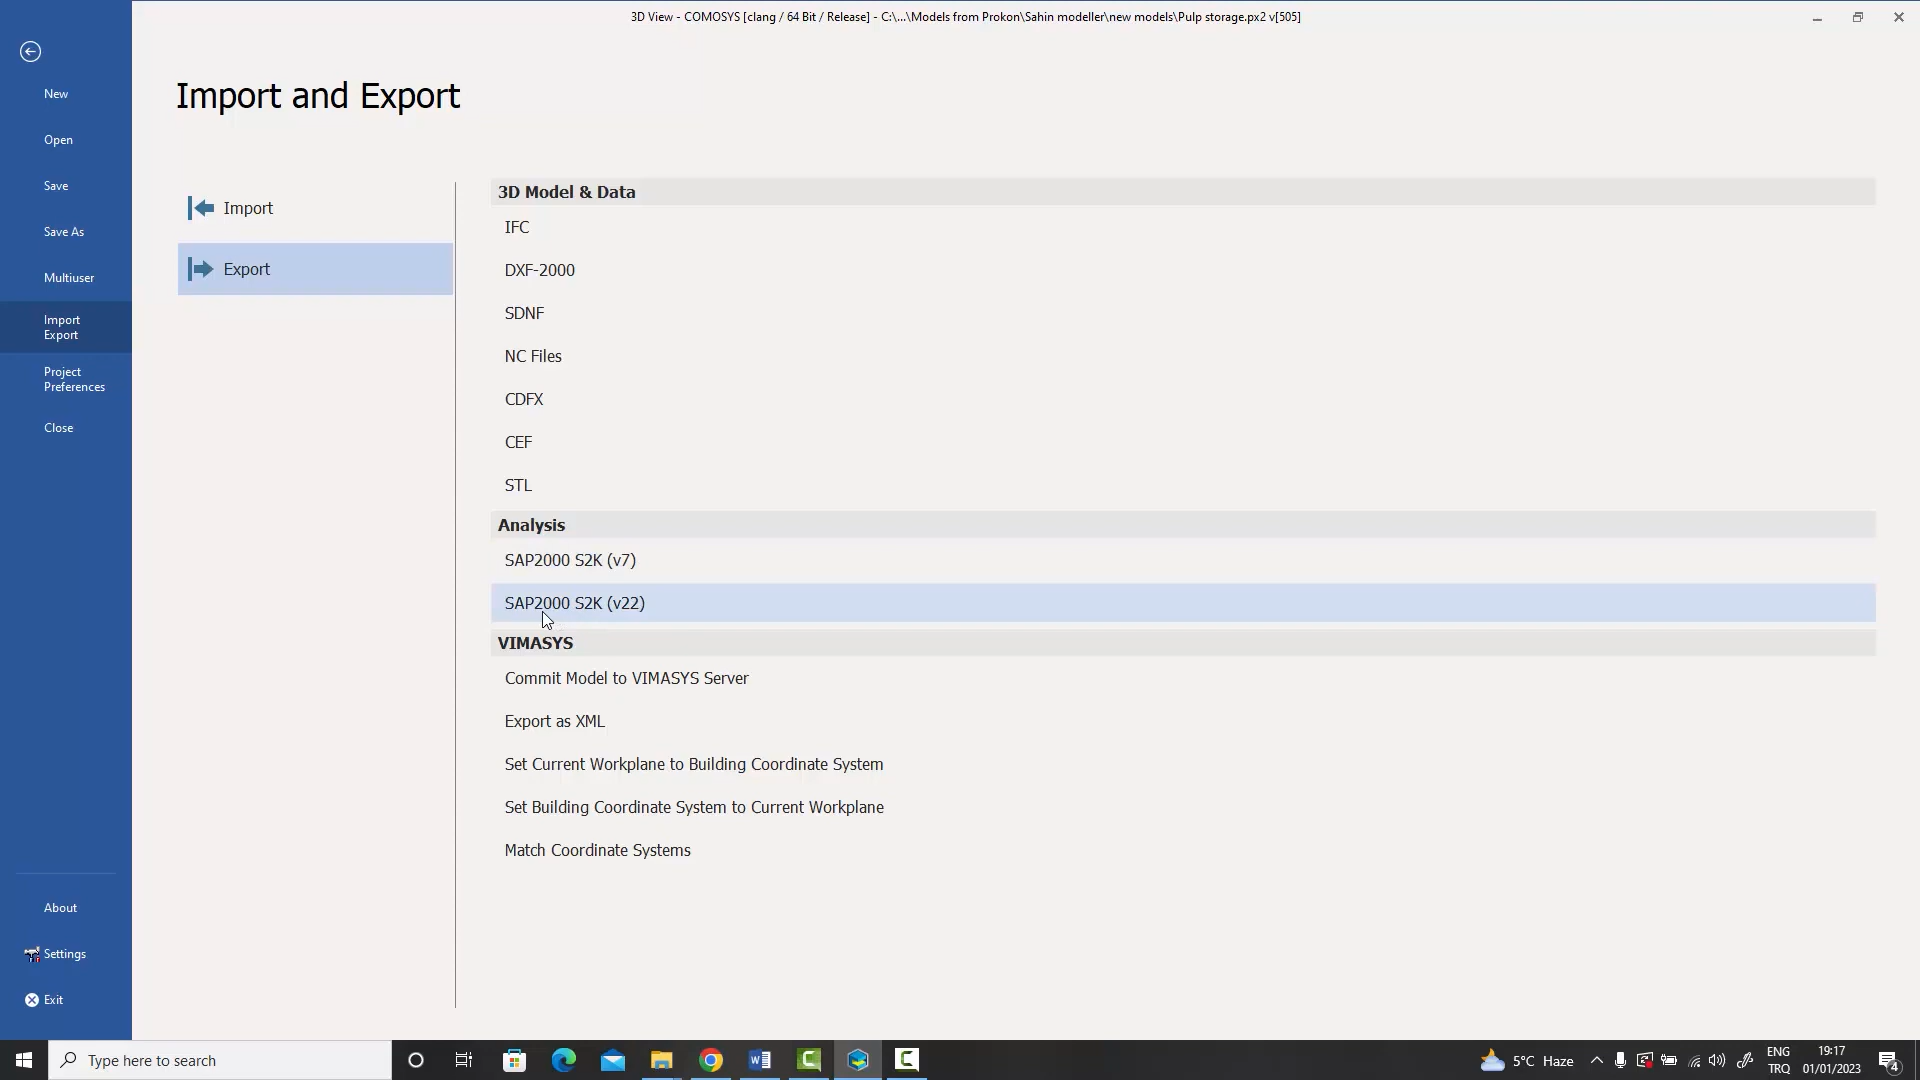 3D View - COMOSYS [clang / 64 Bit / Release] - C:\...\Models from Prokon\Sahin modeller\new models\Pulp storage.px2 v[505]
New
Open
Save
Save As
Multiuser
Import
Export
Project
Preferences
Close
About
Settings
Exit
Import and Export
Import
Export
3D Model & Data
IFC
DXF-2000
SDNF
NC Files
CDFX
CEF
STL
Analysis
SAP2000 S2K (v7)
SAP2000 S2K (v22)
VIMASYS
Commit Model to VIMASYS Server
Export as XML
Set Current Workplane to Building Coordinate System
Set Building Coordinate System to Current Workplane
Match Coordinate Systems
Type here to search
5°C Haze
ENG
TRQ
19:17
01/01/2023
4